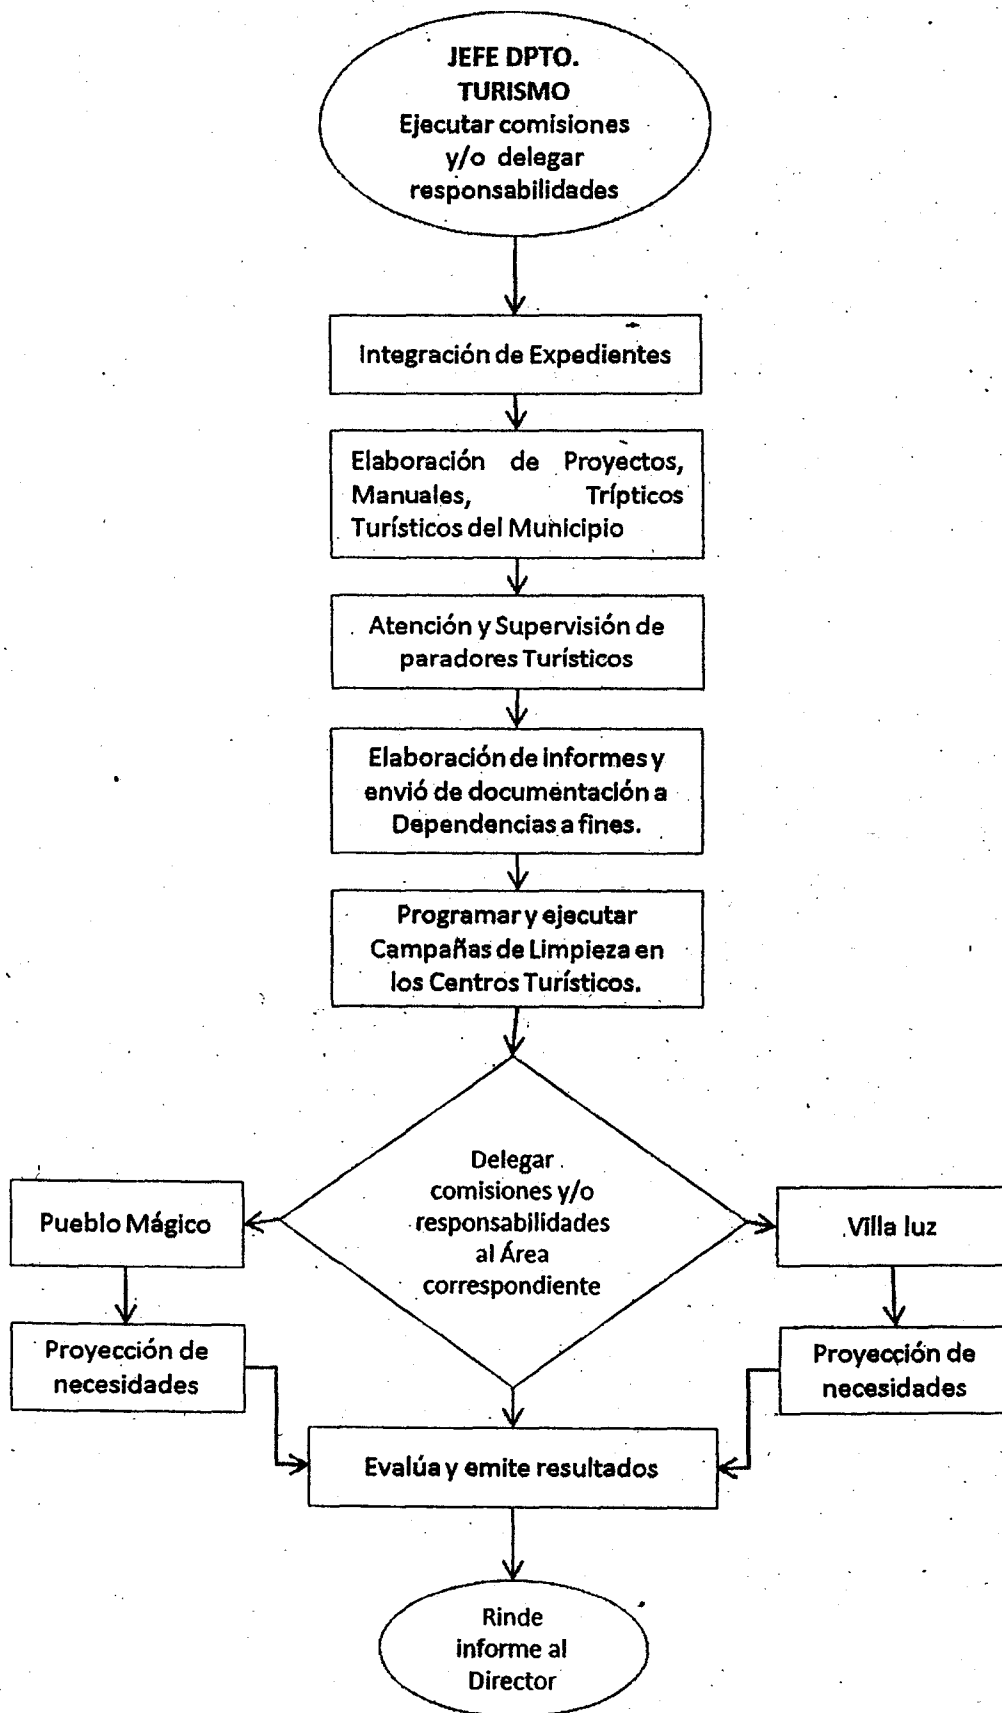 JEFE DPTO.
TURISMO
Ejecutar comisiones
y/o delegar
responsabilidades
Integración de Expedientes
Elaboración de Proyectos,
Manuales, Trípticos
Turísticos del Municipio
Atención y Supervisión de
paradores Turísticos
Elaboración de informes y
envió de documentación a
Dependencias a fines.
Programar y ejecutar
Campañas de Limpieza en
los Centros Turísticos.
Delegar
comisiones y/o
responsabilidades
al Área
correspondiente
Pueblo Mágico
Villa luz
Proyección de
necesidades
Proyección de
necesidades
Evalúa y emite resultados
Rinde
informe al
Director